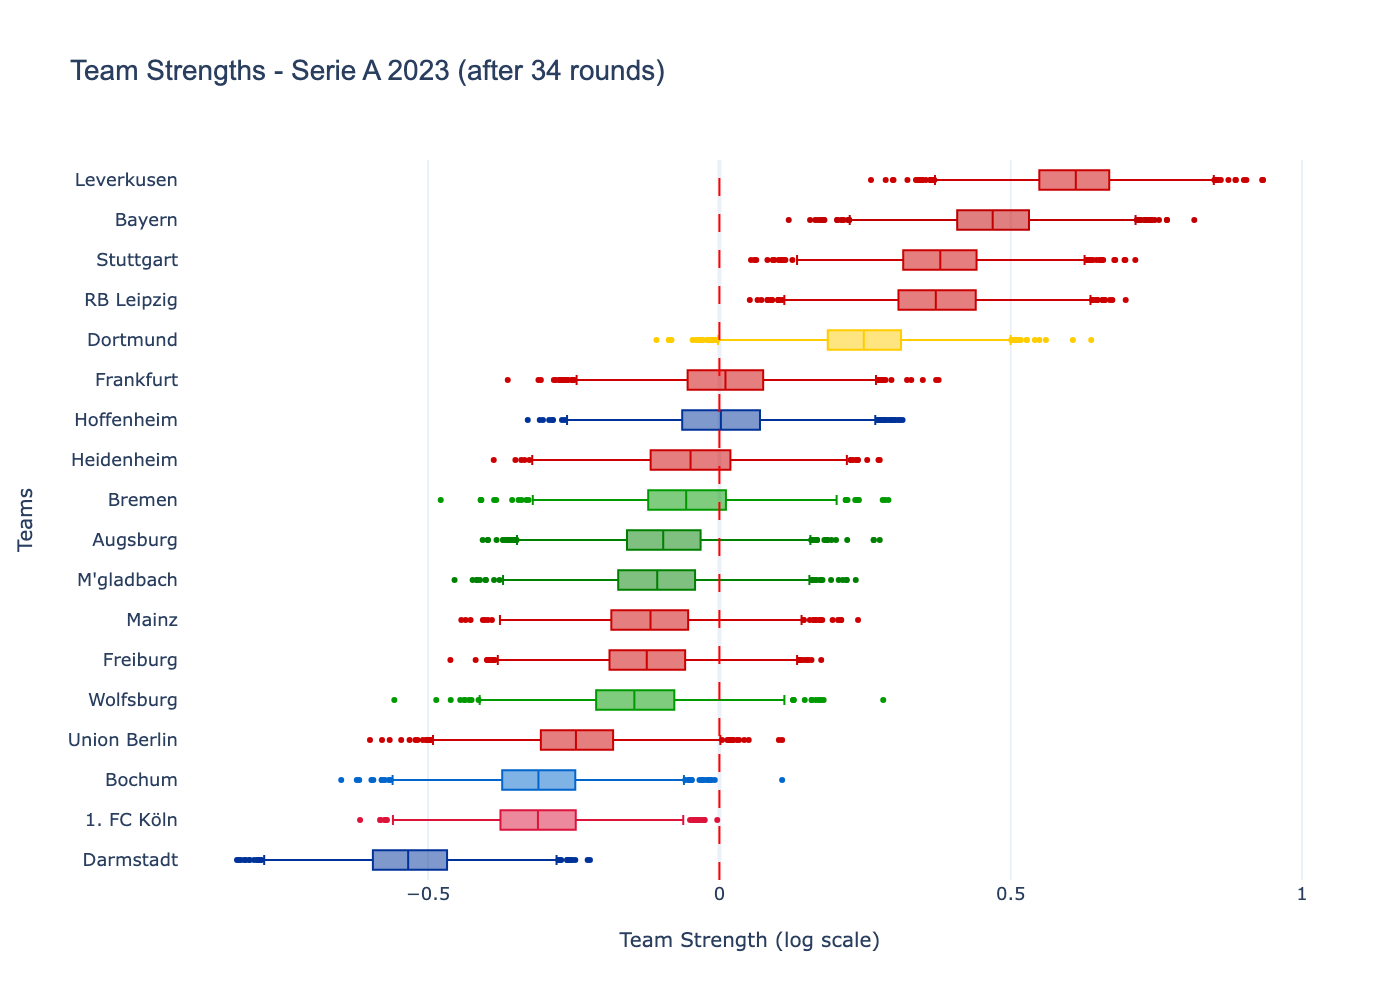 Team Strengths - Serie A 2023 (after 34 rounds)
Teams
Leverkusen
Bayern
Stuttgart
RB Leipzig
Dortmund
Frankfurt
Hoffenheim
Heidenheim
Bremen
Augsburg
M'gladbach
Mainz
Freiburg
Wolfsburg
Union Berlin
Bochum
1. FC Köln
Darmstadt
−0.5 0 0.5 1
Team Strength (log scale)